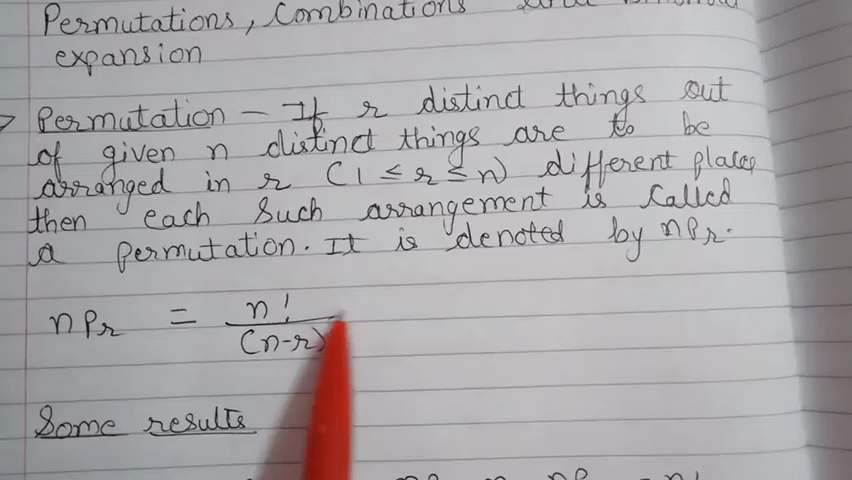 Permutations, Combinations and
expansion
Permutation - If r distinct things out
of given n distinct things are to be
arranged in r (1 ≤ r ≤ n) different places
then each such arrangement is called
a permutation. It is denoted by nPr.
nPr = n!
(n-r)
Some results